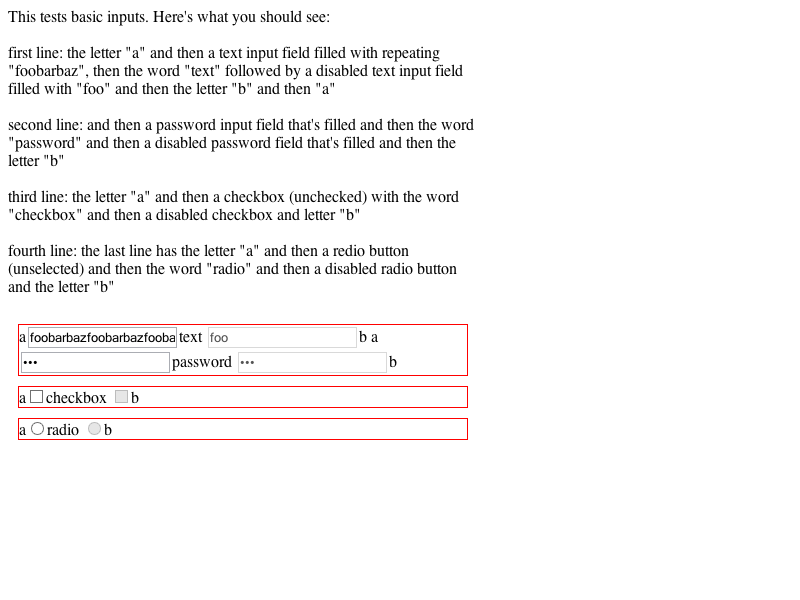 This tests basic inputs. Here's what you should see:
first line: the letter "a" and then a text input field filled with repeating
"foobarbaz", then the word "text" followed by a disabled text input field
filled with "foo" and then the letter "b" and then "a"
second line: and then a password input field that's filled and then the word
"password" and then a disabled password field that's filled and then the
letter "b"
third line: the letter "a" and then a checkbox (unchecked) with the word
"checkbox" and then a disabled checkbox and letter "b"
fourth line: the last line has the letter "a" and then a redio button
(unselected) and then the word "radio" and then a disabled radio button
and the letter "b"
a foobarbazfoobarbazfooba text foo b a
••• password ••• b
a checkbox b
a radio b